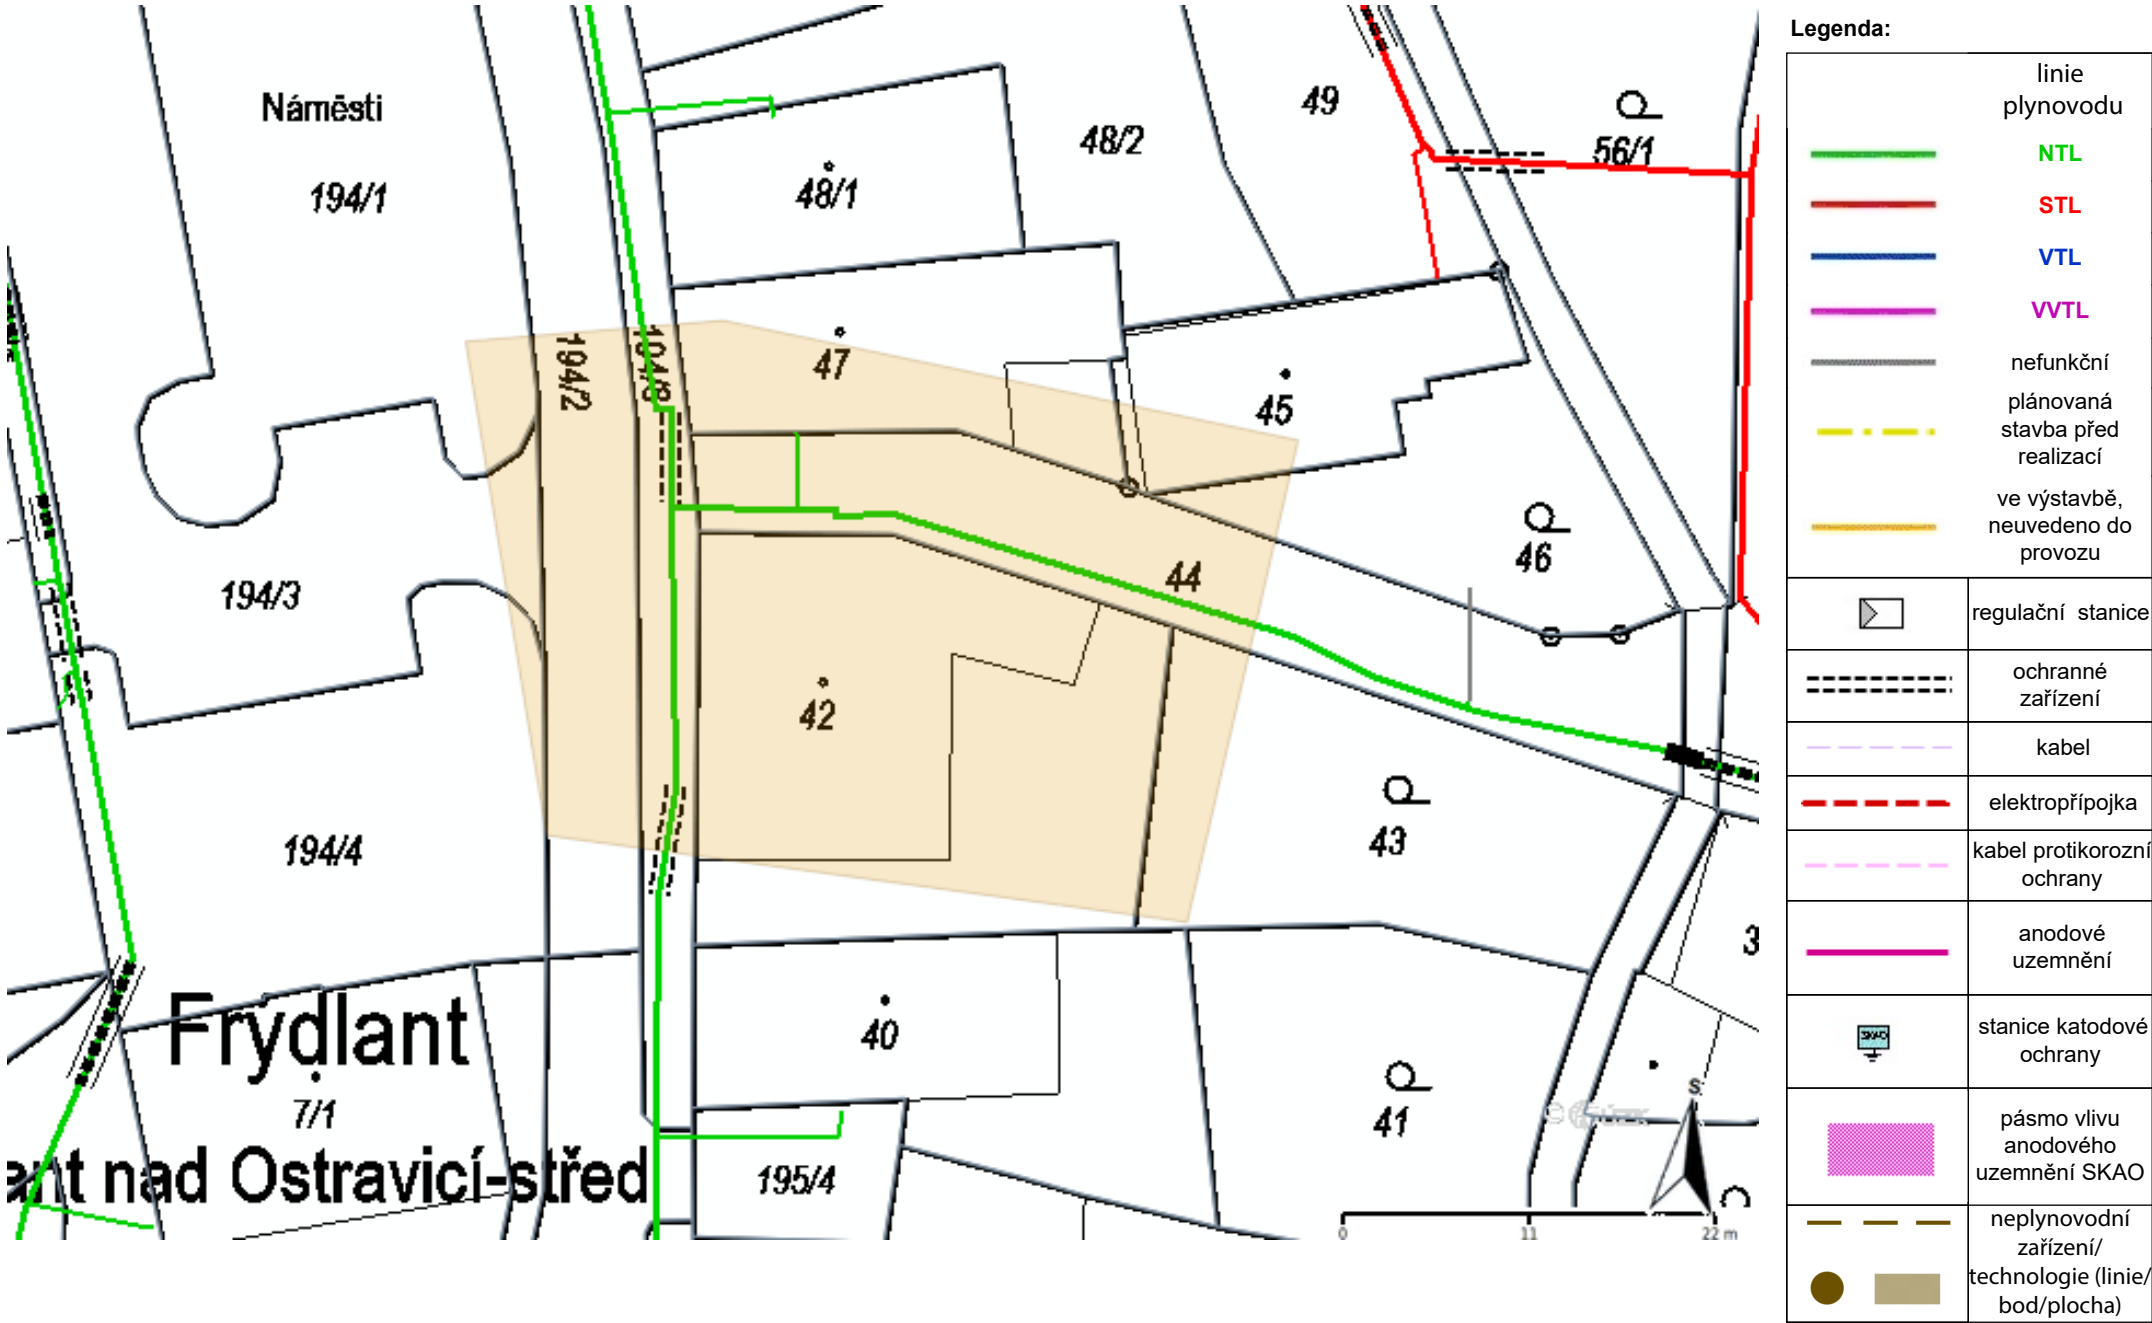 Náměsti
194/1
48/1
48/2
49
56/1
194/2
47
45
46
194/3
44
42
43
194/4
Frydlant
7/1
ant nad Ostravicí-střed
40
41
195/4
3
S
0 11 22 m
Legenda:
linie
plynovodu
NTL
STL
VTL
VVTL
nefunkční
plánovaná
stavba před
realizací
ve výstavbě,
neuvedeno do
provozu
regulační stanice
ochranné
zařízení
kabel
elektropřípojka
kabel protikorozní
ochrany
anodové
uzemnění
SKAO
stanice katodové
ochrany
pásmo vlivu
anodového
uzemnění SKAO
neplynovodní
zařízení/
technologie (linie/
bod/plocha)